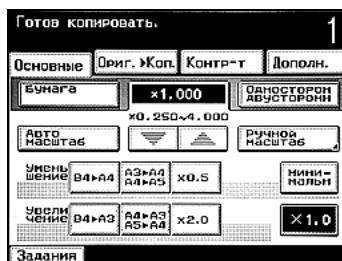 Готов копировать. 1
Основные Ориг.▸Коп. Контр-т Дополн.
Бумага ×1.000 Односторон
двусторонн
×0.250~4.000
Авто
масштаб
Ручной
масштаб
Умень
шение B4▸A4 A3▸A4
A4▸A5 ×0.5 Мини-
мальн
Увели
чение B4▸A3 A4▸A3
A5▸A4 ×2.0 ×1.0
Задания